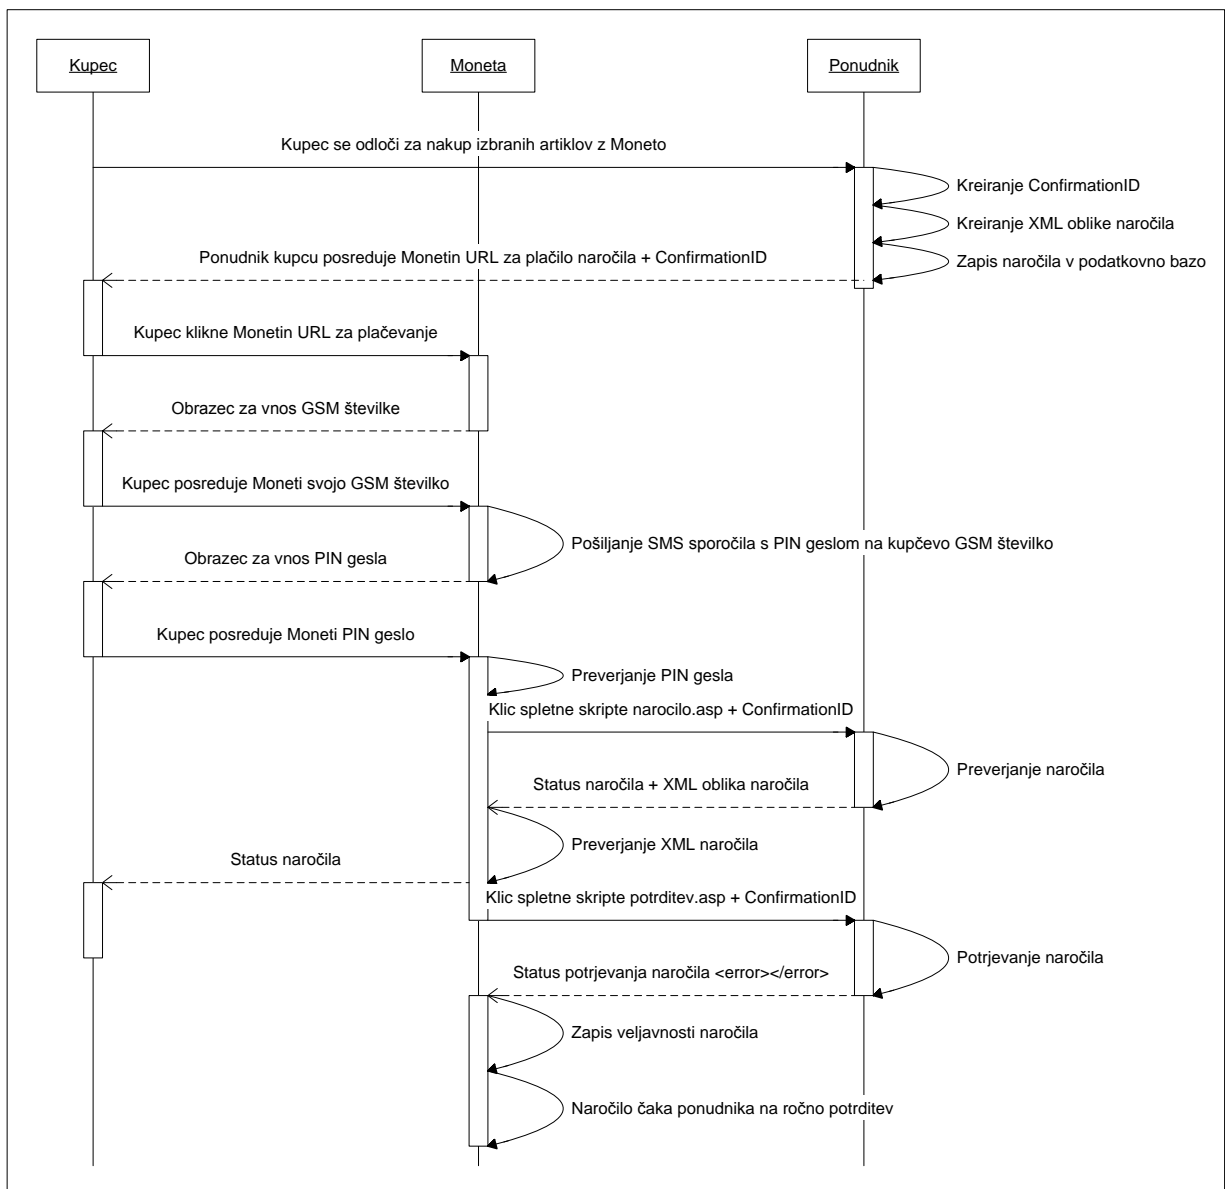 Kupec
Moneta
Ponudnik
Kupec se odloči za nakup izbranih artiklov z Moneto
Kreiranje ConfirmationID
Kreiranje XML oblike naročila
Ponudnik kupcu posreduje Monetin URL za plačilo naročila + ConfirmationID
Zapis naročila v podatkovno bazo
Kupec klikne Monetin URL za plačevanje
Obrazec za vnos GSM številke
Kupec posreduje Moneti svojo GSM številko
Pošiljanje SMS sporočila s PIN geslom na kupčevo GSM številko
Obrazec za vnos PIN gesla
Kupec posreduje Moneti PIN geslo
Preverjanje PIN gesla
Klic spletne skripte narocilo.asp + ConfirmationID
Preverjanje naročila
Status naročila + XML oblika naročila
Preverjanje XML naročila
Status naročila
Klic spletne skripte potrditev.asp + ConfirmationID
Potrjevanje naročila
Status potrjevanja naročila <error></error>
Zapis veljavnosti naročila
Naročilo čaka ponudnika na ročno potrditev